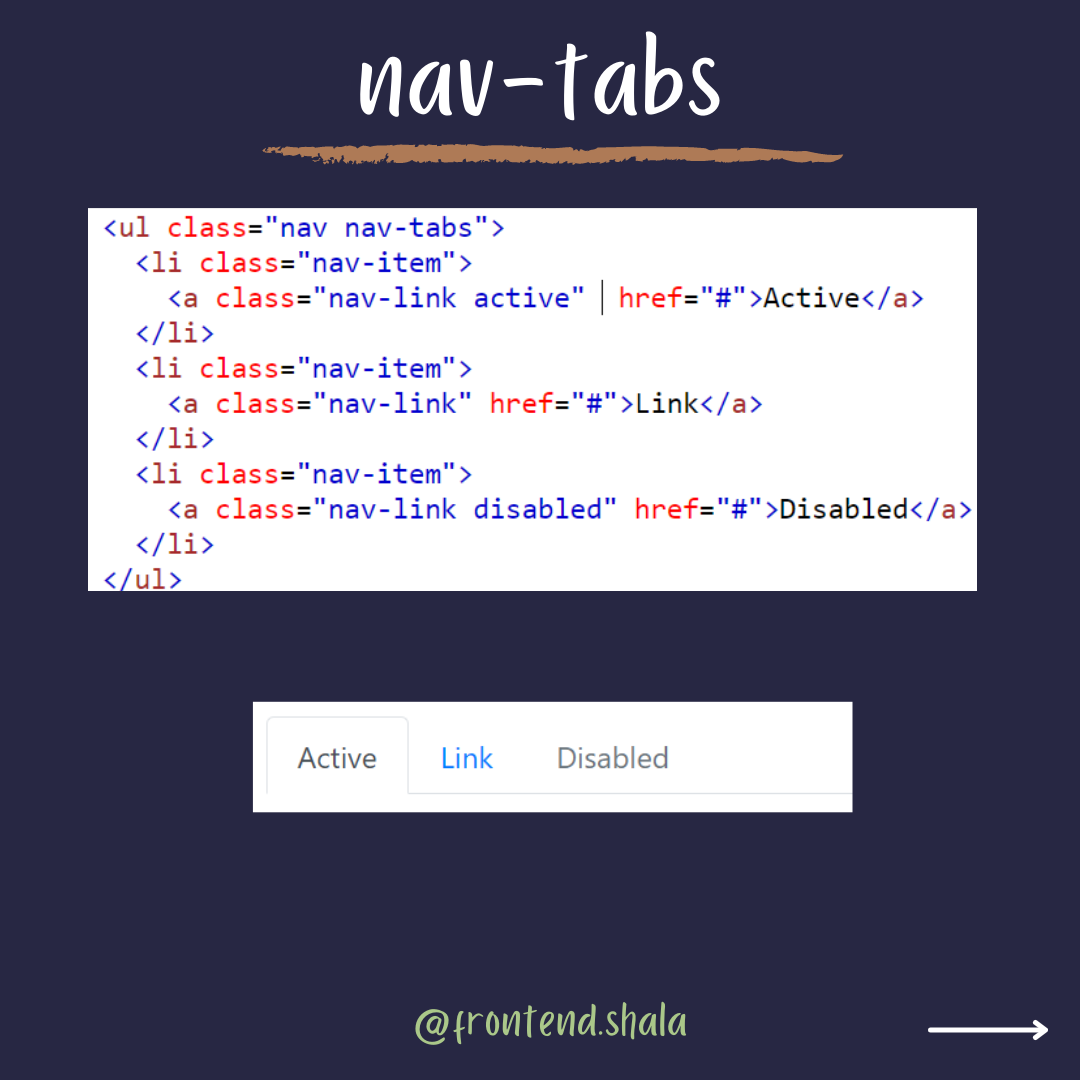 nav-tabs
<ul class="nav nav-tabs">
  <li class="nav-item">
    <a class="nav-link active"  href="#">Active</a>
  </li>
  <li class="nav-item">
    <a class="nav-link" href="#">Link</a>
  </li>
  <li class="nav-item">
    <a class="nav-link disabled" href="#">Disabled</a>
  </li>
</ul>
Active Link Disabled
@frontend.shala